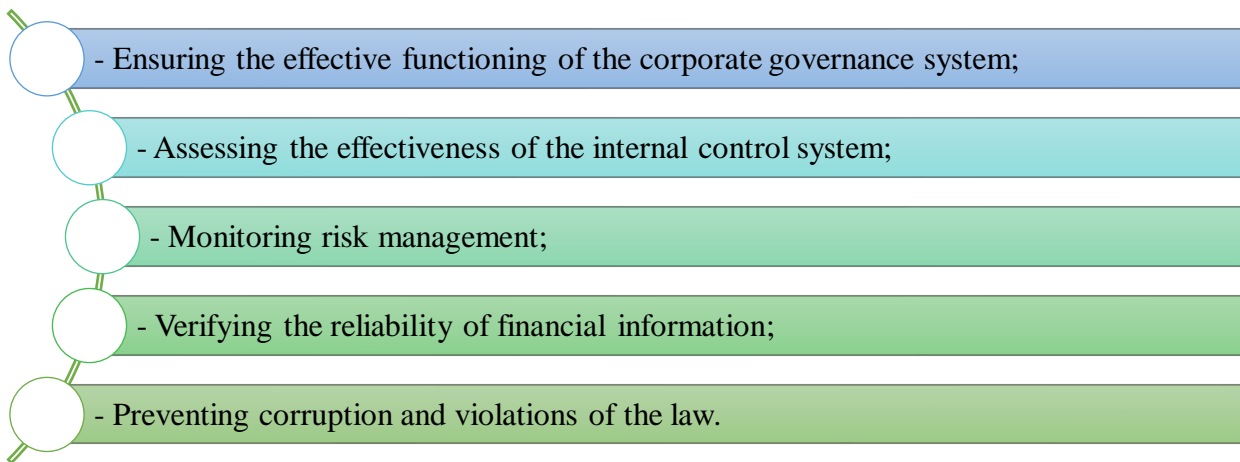 - Ensuring the effective functioning of the corporate governance system;
- Assessing the effectiveness of the internal control system;
- Monitoring risk management;
- Verifying the reliability of financial information;
- Preventing corruption and violations of the law.